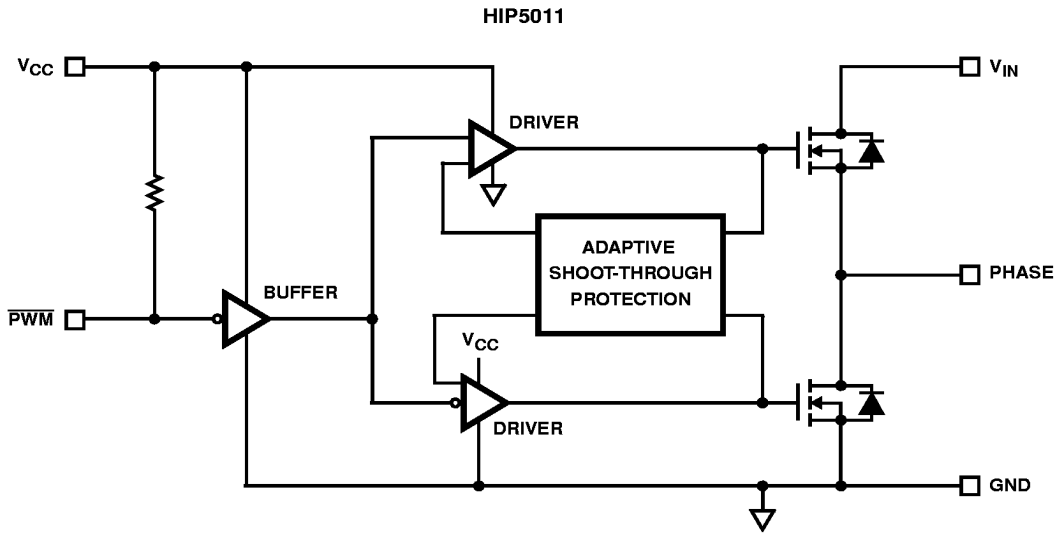 HIP5011
VCC
VIN
DRIVER
ADAPTIVE
SHOOT-THROUGH
PROTECTION
PHASE
BUFFER
PWM
VCC
DRIVER
GND